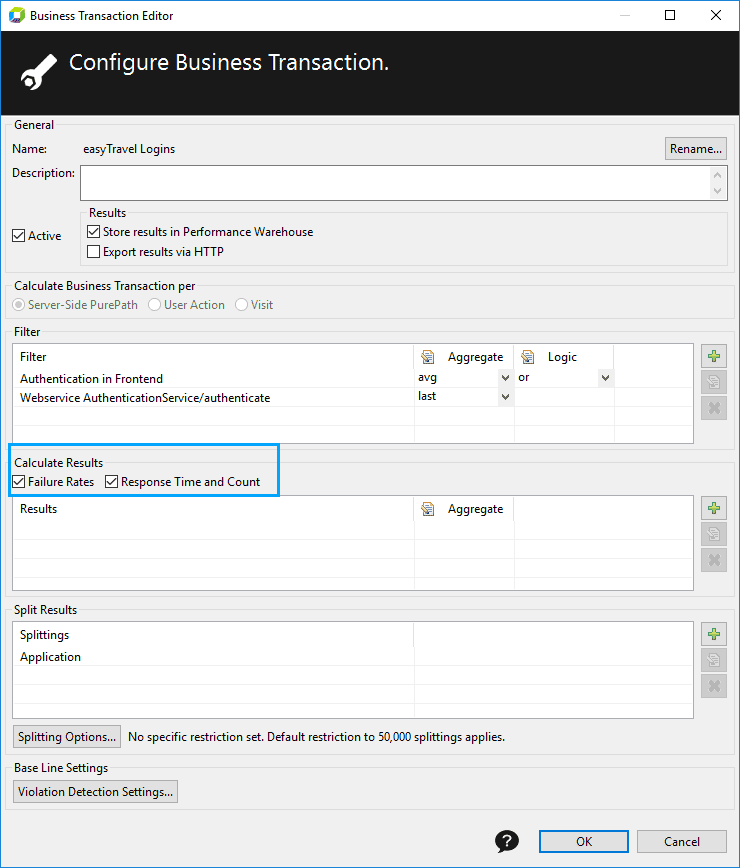 Business Transaction Editor
Configure Business Transaction.
General
Name: easyTravel Logins Rename...
Description:
Results
Active Store results in Performance Warehouse
Export results via HTTP
Calculate Business Transaction per
Server-Side PurePath User Action Visit
Filter
Filter Aggregate Logic
Authentication in Frontend avg or
Webservice AuthenticationService/authenticate last
Calculate Results
Failure Rates Response Time and Count
Results Aggregate
Split Results
Splittings
Application
Splitting Options... No specific restriction set. Default restriction to 50,000 splittings applies.
Base Line Settings
Violation Detection Settings...
? OK Cancel